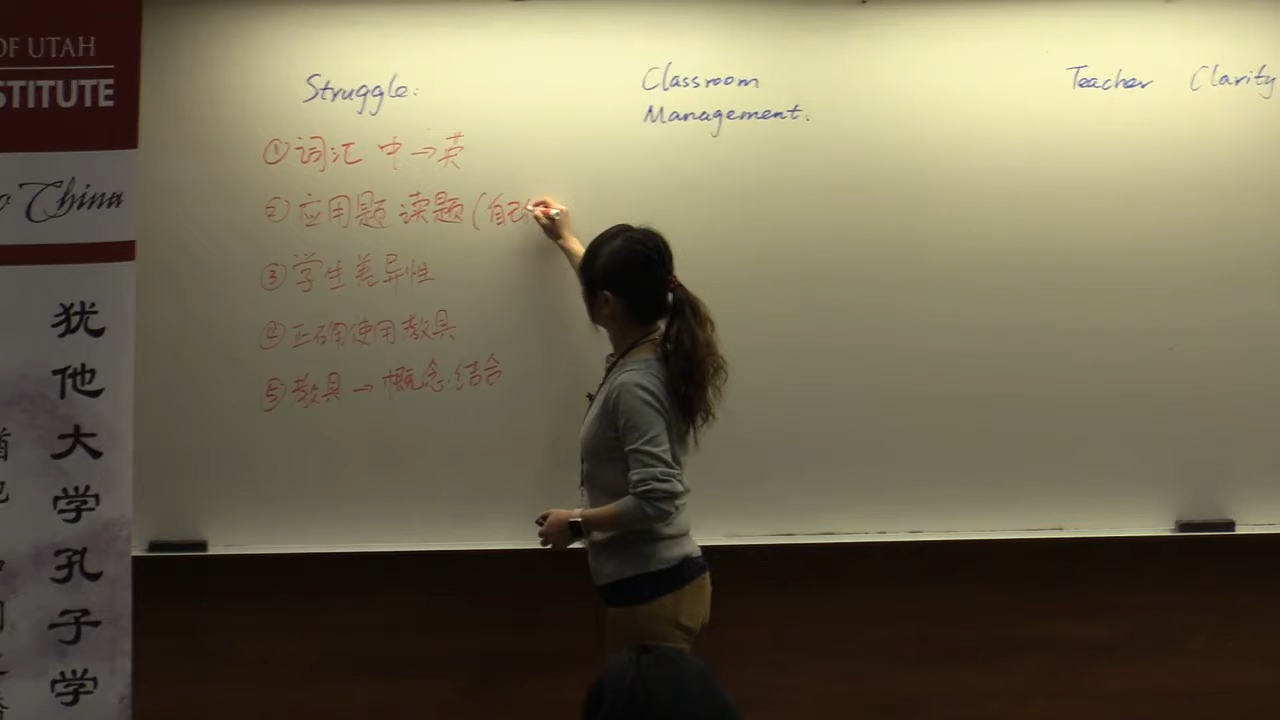 OF UTAH
STITUTE
o China
犹他大学孔子学
Struggle:
①词汇 中→英
②应用题 读题(自己
③学生差异性
④正确使用教具
⑤教具→概念结合
Classroom
Management.
Teacher Clarity